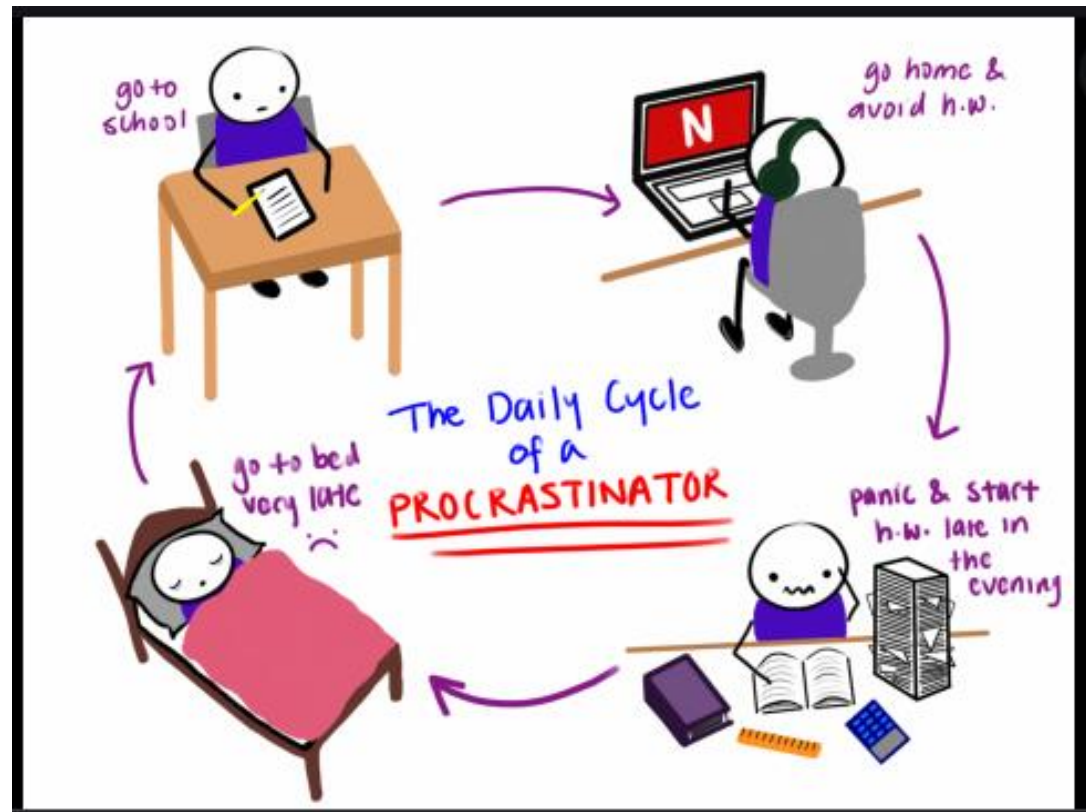 go to
school
N
go home &
avoid h.w.
The Daily Cycle
of a
PROCRASTINATOR
panic & start
h.w. late in
the
evening
go to bed
very late
:(